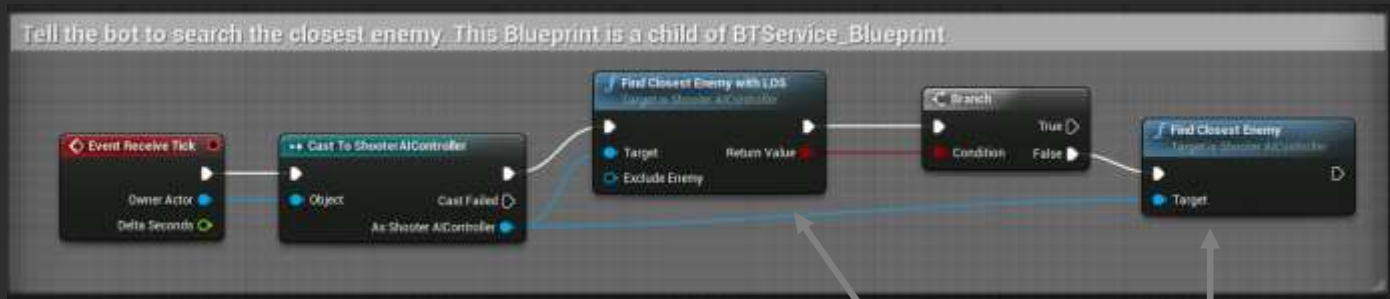 Tell the bot to search the closest enemy. This Blueprint is a child of BTService_Blueprint
Event Receive Tick
Owner Actor
Delta Seconds
Cast To ShooterAIController
Object
Cast Failed
As Shooter AIController
Find Closest Enemy with LOS
Target is Shooter AIController
Target
Return Value
Exclude Enemy
Branch
True
Condition
False
Find Closest Enemy
Target is Shooter AIController
Target